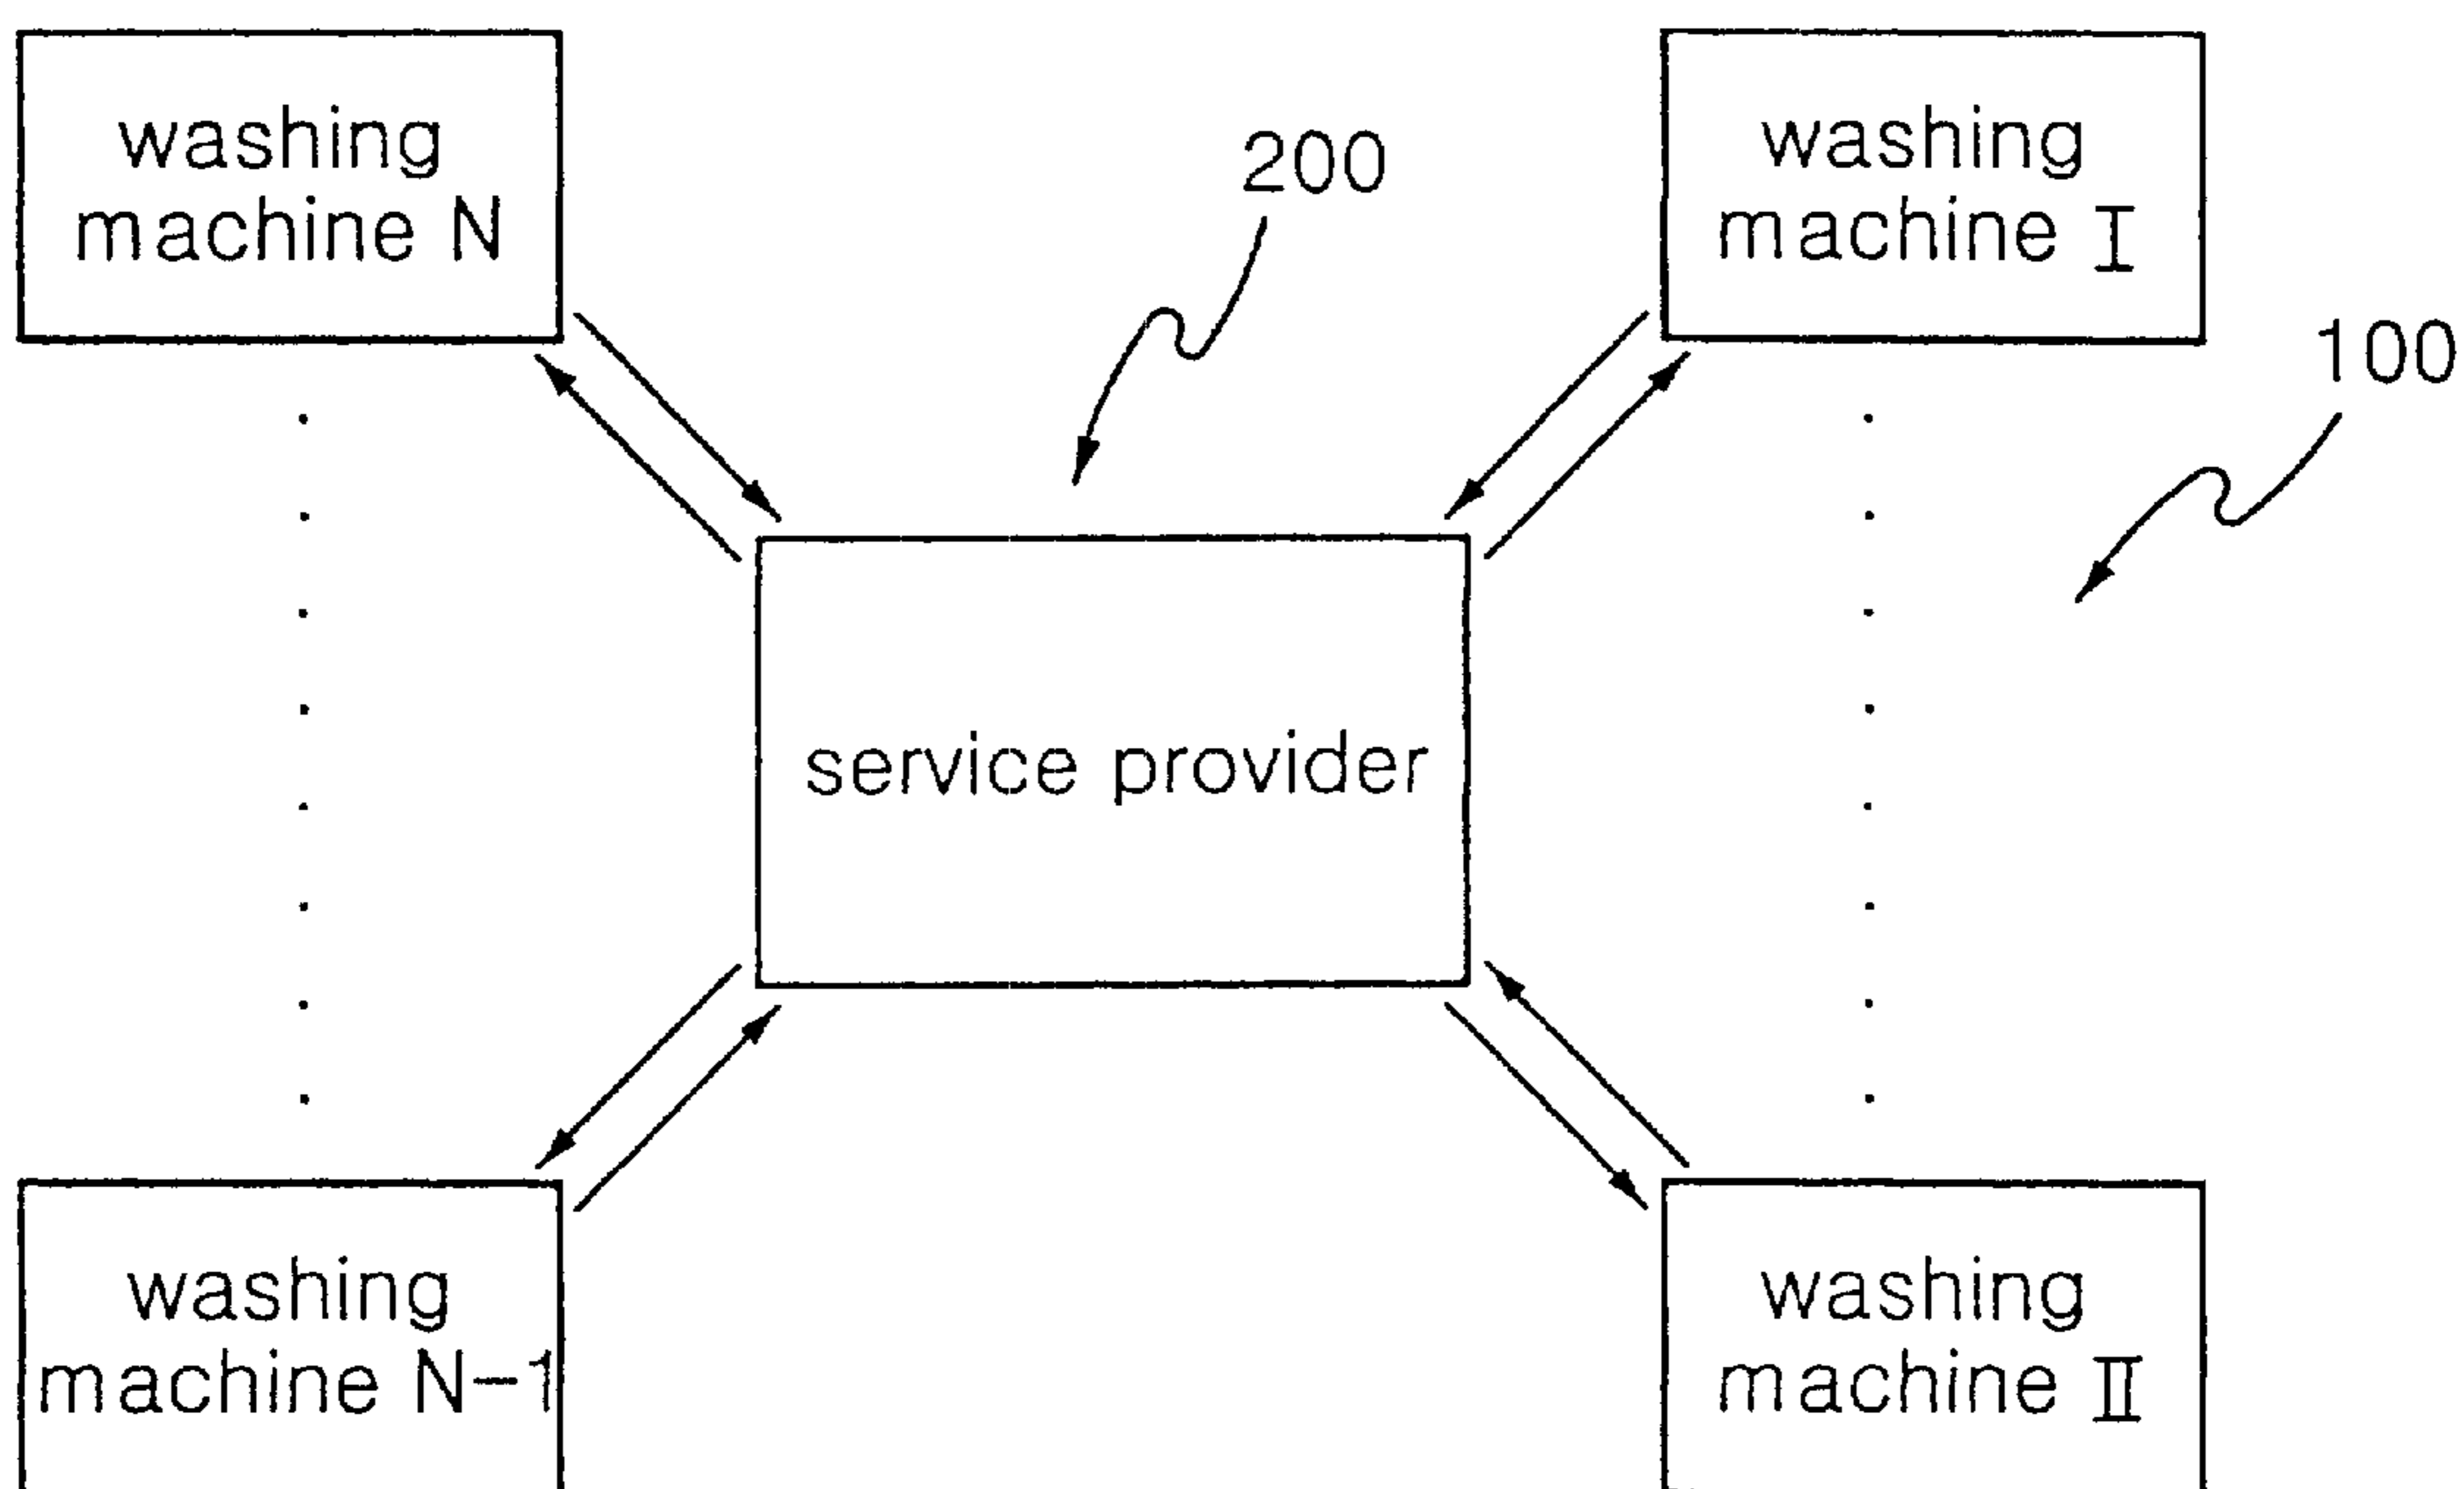 washing
machine N
200
washing
machine I
100
service provider
washing
machine N-1
washing
machine II